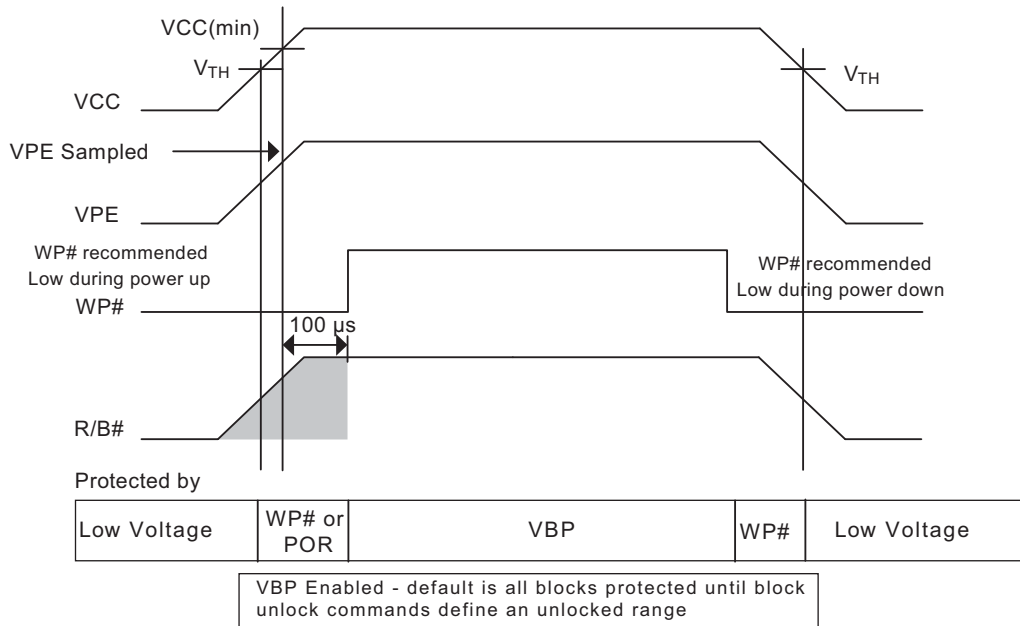 VCC(min)
VTH
VTH
VCC
VPE Sampled
VPE
WP# recommended
Low during power up
WP# recommended
Low during power down
WP#
100 µs
R/B#
Protected by
Low Voltage
WP# or
POR
VBP
WP#
Low Voltage
VBP Enabled - default is all blocks protected until block
unlock commands define an unlocked range